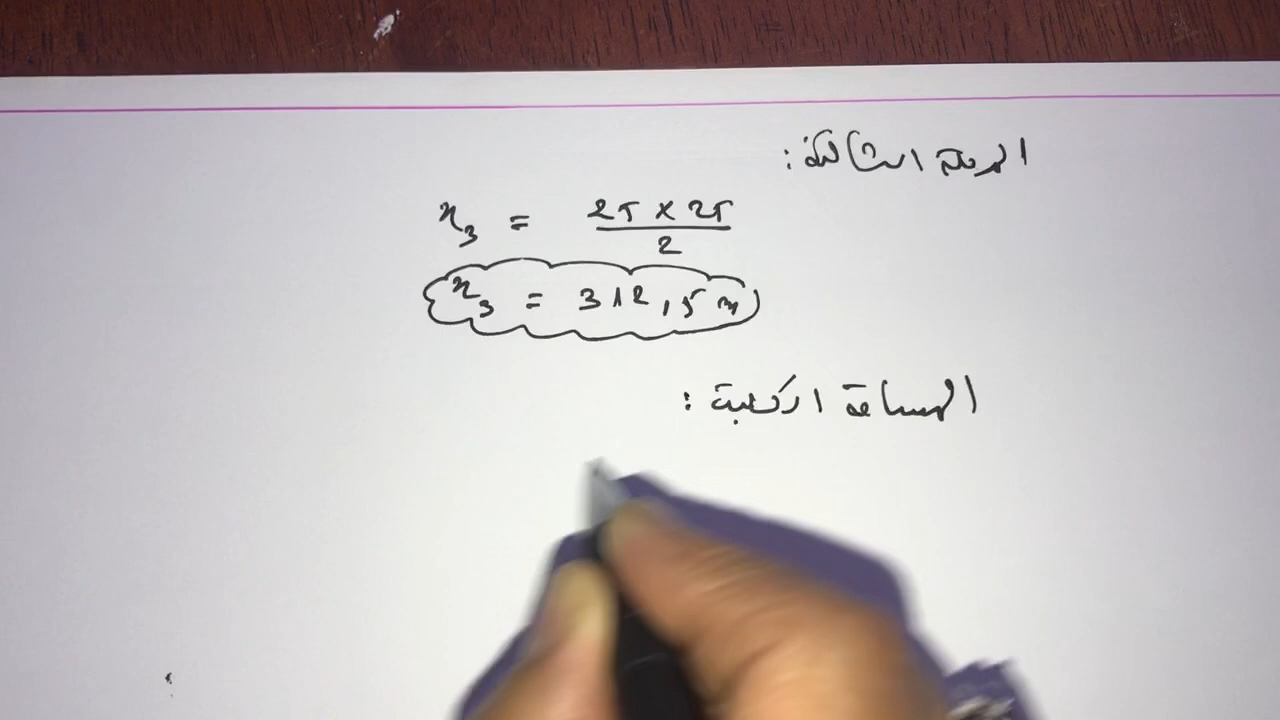 المرحلة الثالثة :
x₃ = 25 × 25 / 2
x₃ = 312,5 m
المسافة الكلية :